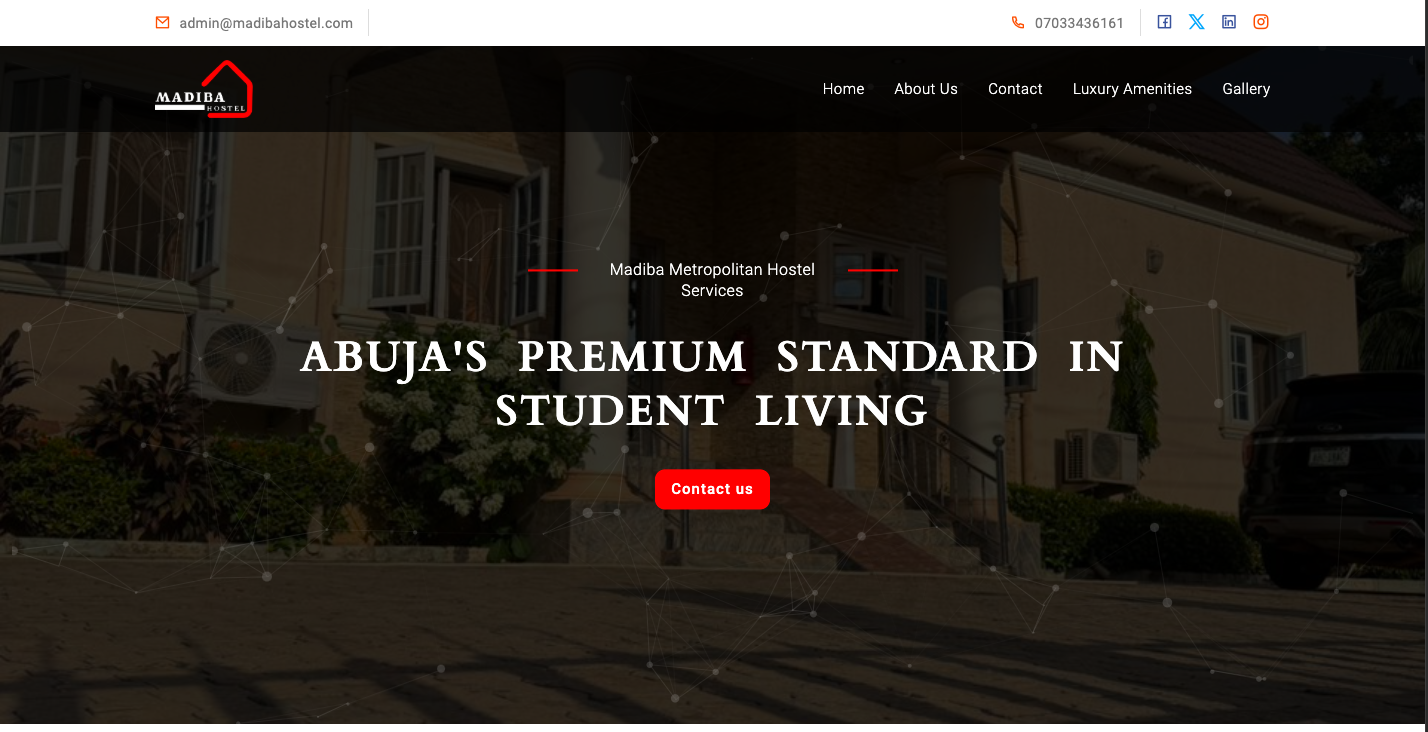 admin@madibahostel.com
07033436161
MADIBA
HOSTEL
Home About Us Contact Luxury Amenities Gallery
Madiba Metropolitan Hostel
Services
ABUJA'S PREMIUM STANDARD IN
STUDENT LIVING
Contact us